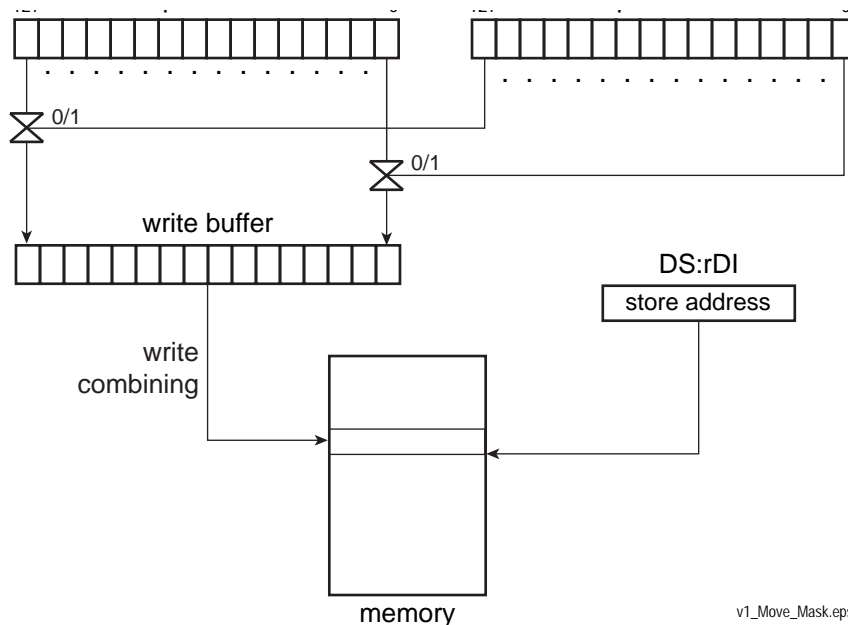 0/1
0/1
write buffer
DS:rDI
store address
write
combining
memory
v1_Move_Mask.eps